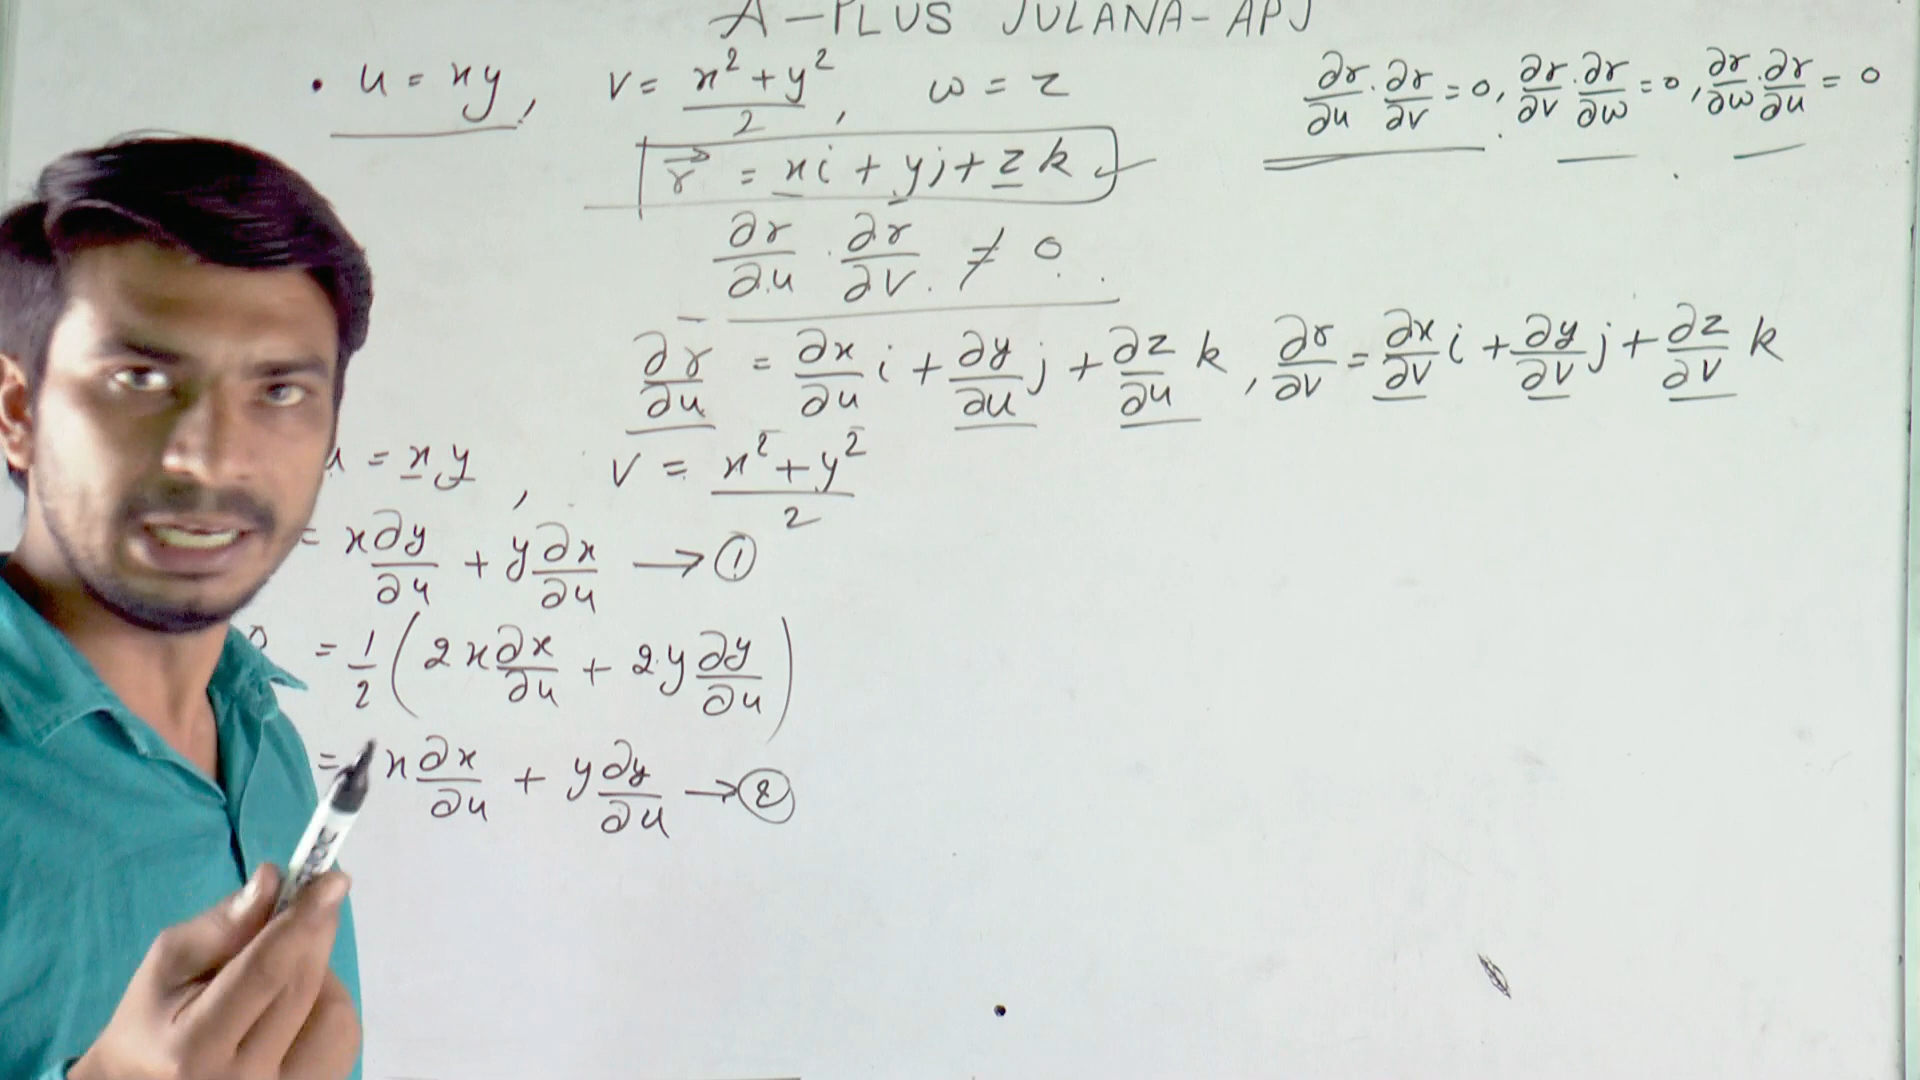 A-PLUS JULANA-APJ
• u = xy, v = x²+y²/2, w = z
∂r/∂u · ∂r/∂v = 0, ∂r/∂v · ∂r/∂w = 0, ∂r/∂w · ∂r/∂u = 0
r⃗ = xi + yj + zk
∂r/∂u · ∂r/∂v ≠ 0
∂r/∂u = ∂x/∂u i + ∂y/∂u j + ∂z/∂u k, ∂r/∂v = ∂x/∂v i + ∂y/∂v j + ∂z/∂v k
= xy, v = x²+y²/2
= x∂y/∂u + y∂x/∂u → ①
= 1/2 (2x∂x/∂u + 2y∂y/∂u)
= x∂x/∂u + y∂y/∂u → ②